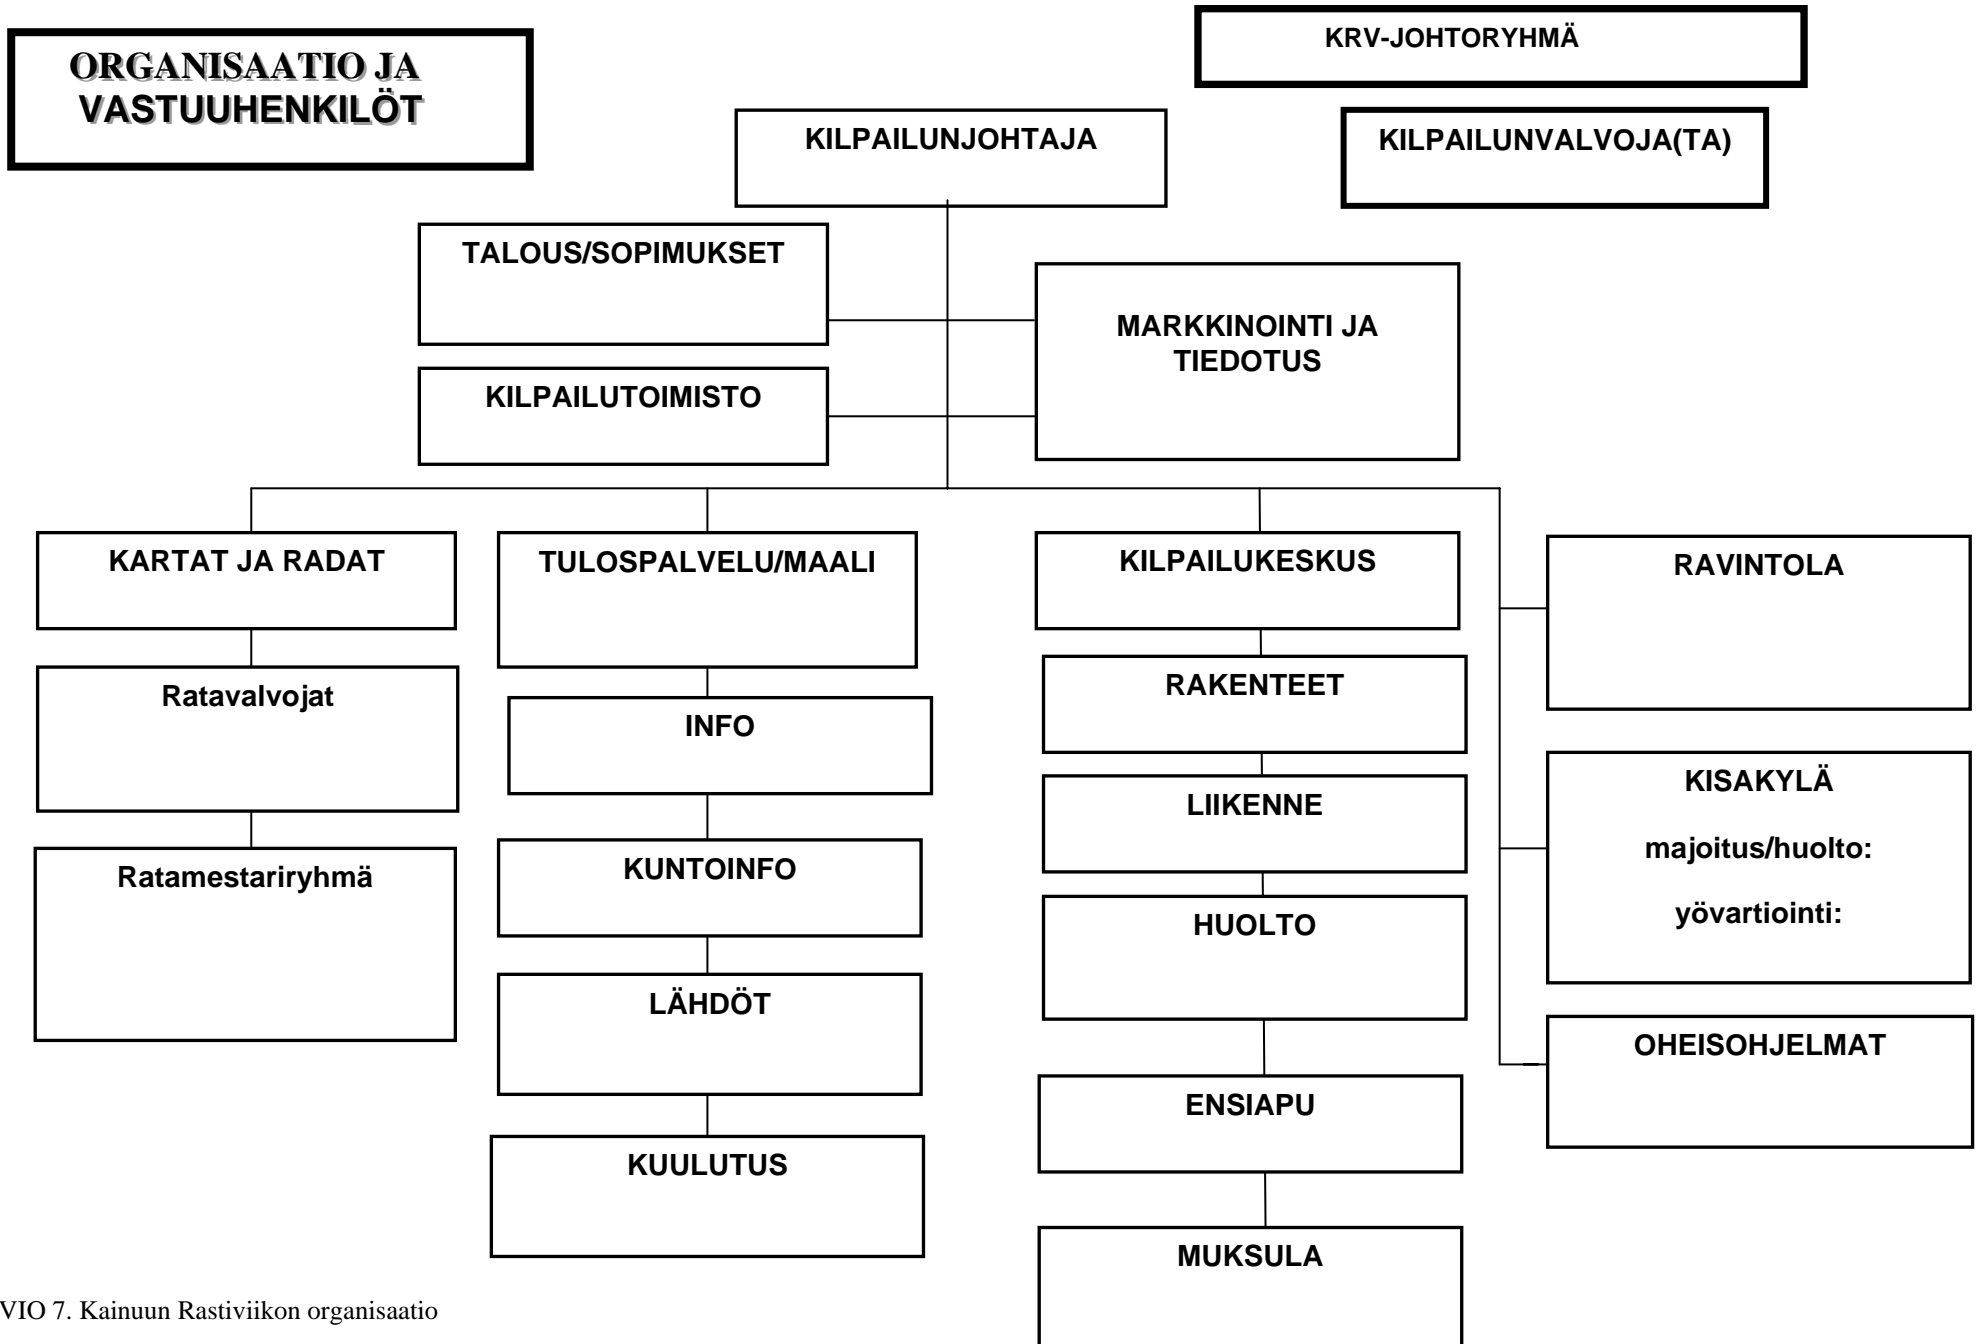 ORGANISAATIO JA
VASTUUHENKILÖT
KRV-JOHTORYHMÄ
KILPAILUNJOHTAJA
KILPAILUNVALVOJA(TA)
TALOUS/SOPIMUKSET
MARKKINOINTI JA
TIEDOTUS
KILPAILUTOIMISTO
KARTAT JA RADAT
Ratavalvojat
Ratamestariryhmä
TULOSPALVELU/MAALI
INFO
KUNTOINFO
LÄHDÖT
KUULUTUS
KILPAILUKESKUS
RAKENTEET
LIIKENNE
HUOLTO
ENSIAPU
MUKSULA
RAVINTOLA
KISAKYLÄ
majoitus/huolto:
yövartiointi:
OHEISOHJELMAT
VIO 7. Kainuun Rastiviikon organisaatio